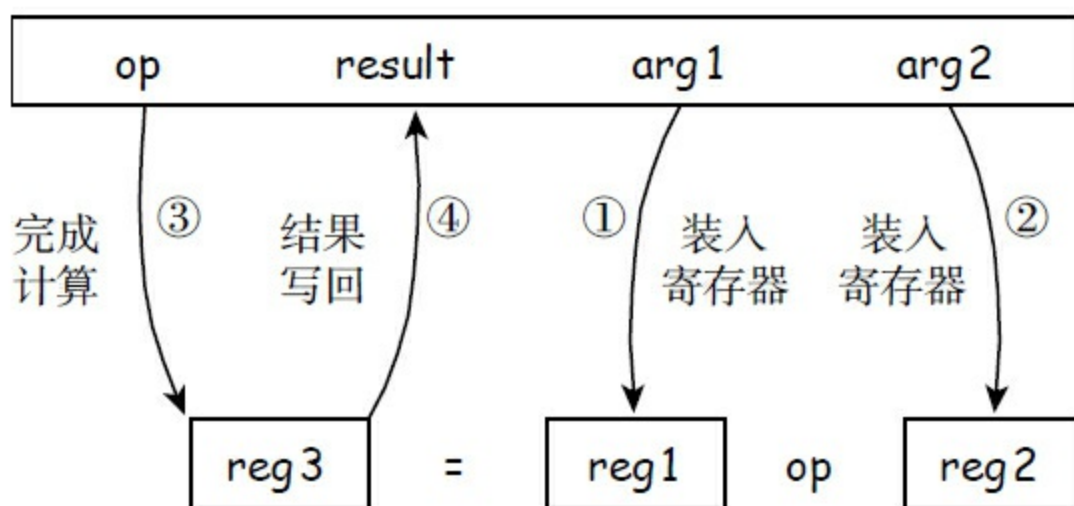 op result arg1 arg2
③ ④ ① ②
完成
计算
结果
写回
装入
寄存器
装入
寄存器
reg3 = reg1 op reg2